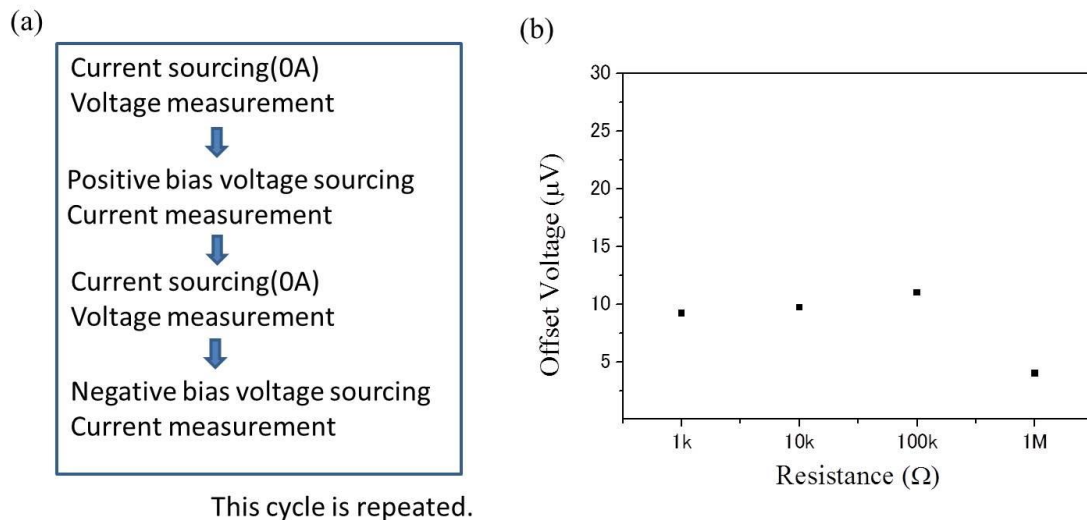 (a)
Current sourcing(0A)
Voltage measurement
Positive bias voltage sourcing
Current measurement
Current sourcing(0A)
Voltage measurement
Negative bias voltage sourcing
Current measurement
This cycle is repeated.
(b)
Offset Voltage (μV)
30
25
20
15
10
5
1k 10k 100k 1M
Resistance (Ω)